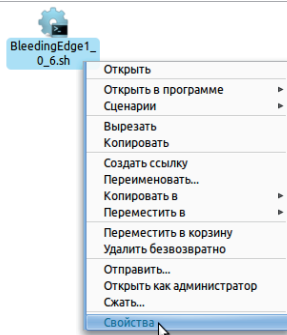 BleedingEdge1_
0_6.sh
Открыть
Открыть в программе
Сценарии
Вырезать
Копировать
Создать ссылку
Переименовать...
Копировать в
Переместить в
Переместить в корзину
Удалить безвозвратно
Отправить...
Открыть как администратор
Сжать...
Свойства